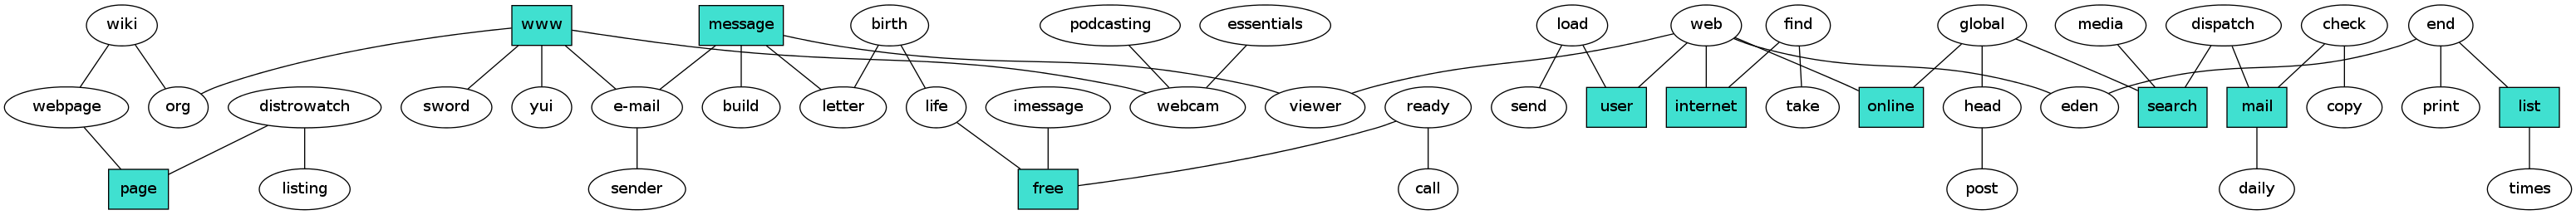 wiki www message birth podcasting essentials load web find global media dispatch check end
webpage org distrowatch sword yui e-mail build letter life imessage webcam viewer ready send user internet take online head eden search mail copy print list
page listing sender free call post daily times